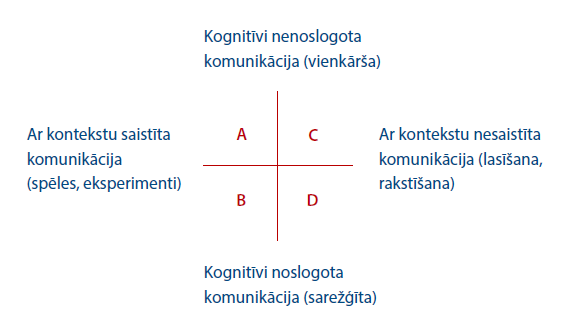 Kognitīvi nenoslogota
komunikācija (vienkārša)
Ar kontekstu saistīta
komunikācija
(spēles, eksperimenti)
A
C
B
D
Ar kontekstu nesaistīta
komunikācija (lasīšana,
rakstīšana)
Kognitīvi noslogota
komunikācija (sarežģīta)